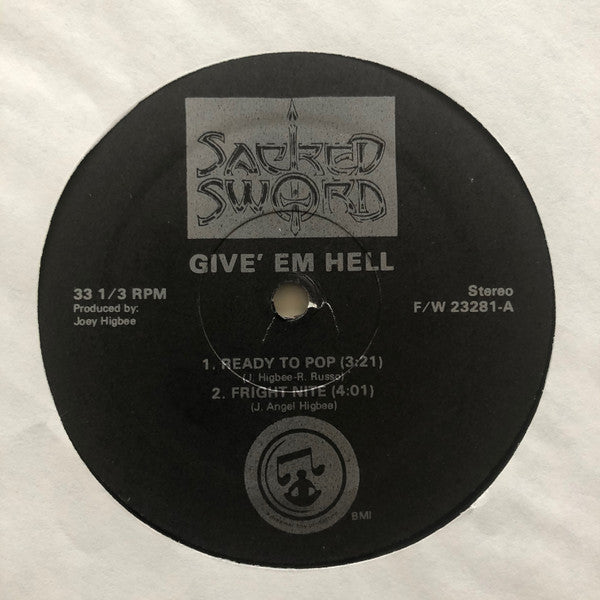 SACRED
SWORD
GIVE' EM HELL
33 1/3 RPM
Produced by:
Joey Higbee
Stereo
F/W 23281-A
1. READY TO POP (3:21)
(J. Higbee-R. Russo)
2. FRIGHT NITE (4:01)
(J. Angel Higbee)
BMI